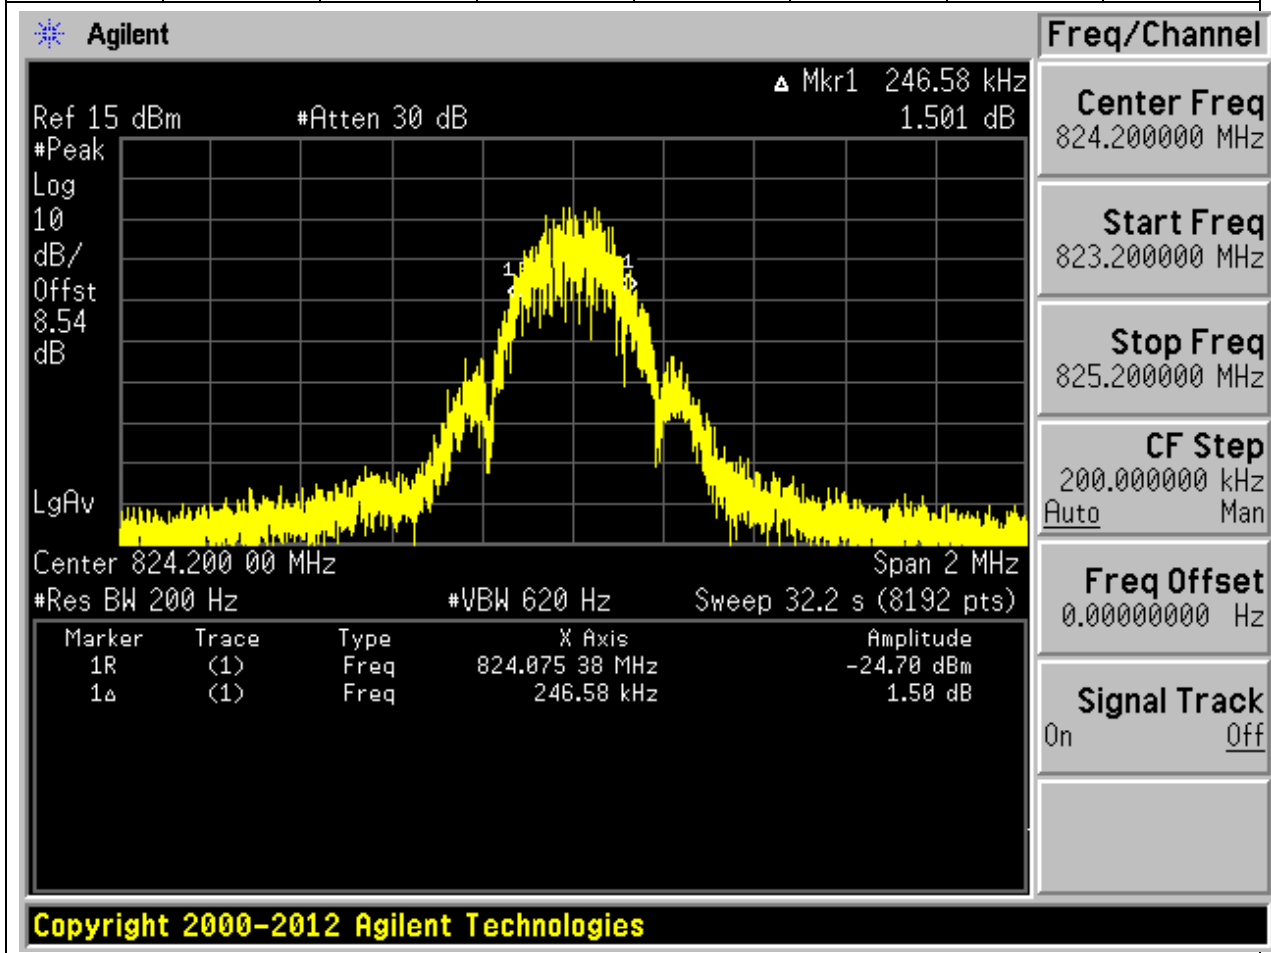 Agilent
Freq/Channel
▵ Mkr1 246.58 kHz
Ref 15 dBm #Atten 30 dB 1.501 dB
#Peak
Log
10
dB/
Offst
8.54
dB
LgAv
1R
1
Center 824.200 00 MHz Span 2 MHz
#Res BW 200 Hz #VBW 620 Hz Sweep 32.2 s (8192 pts)
Marker Trace Type X Axis Amplitude
1R (1) Freq 824.075 38 MHz -24.70 dBm
1▵ (1) Freq 246.58 kHz 1.50 dB
Center Freq
824.200000 MHz
Start Freq
823.200000 MHz
Stop Freq
825.200000 MHz
CF Step
200.000000 kHz
Auto Man
Freq Offset
0.00000000 Hz
Signal Track
On Off
Copyright 2000-2012 Agilent Technologies